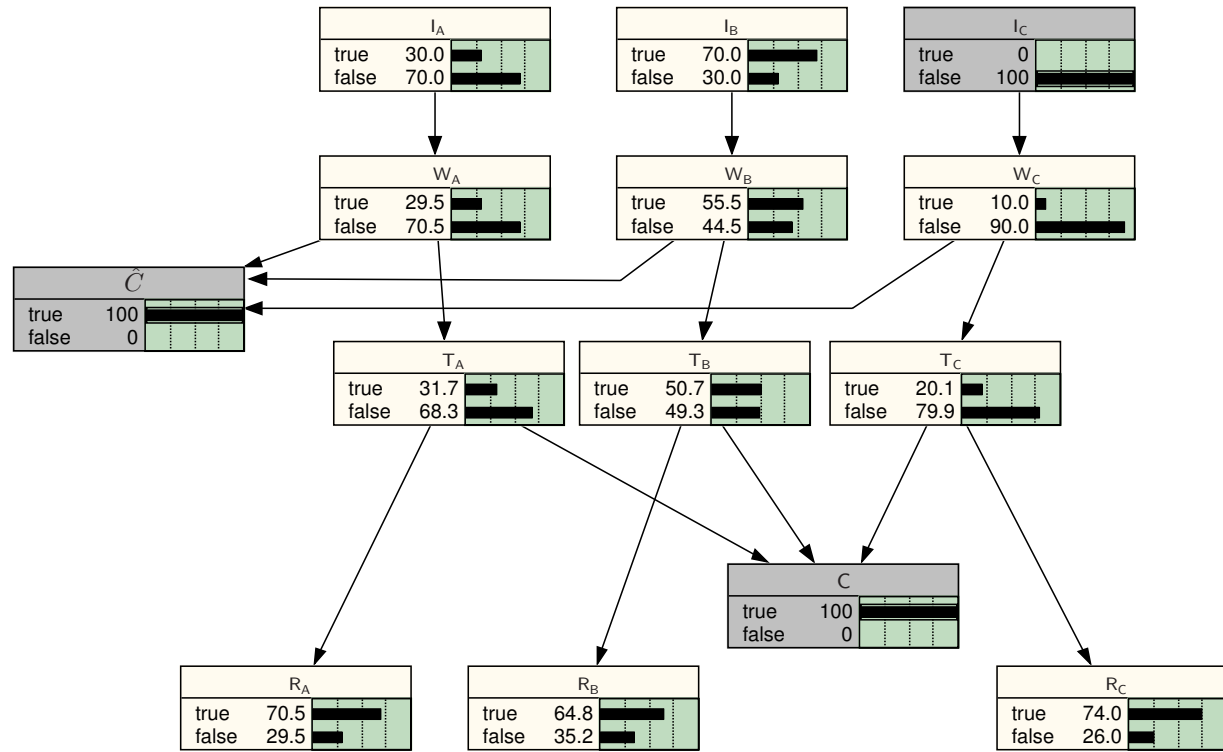 I_A
true 30.0
false 70.0
I_B
true 70.0
false 30.0
I_C
true 0
false 100
W_A
true 29.5
false 70.5
W_B
true 55.5
false 44.5
W_C
true 10.0
false 90.0
Ĉ
true 100
false 0
T_A
true 31.7
false 68.3
T_B
true 50.7
false 49.3
T_C
true 20.1
false 79.9
C
true 100
false 0
R_A
true 70.5
false 29.5
R_B
true 64.8
false 35.2
R_C
true 74.0
false 26.0